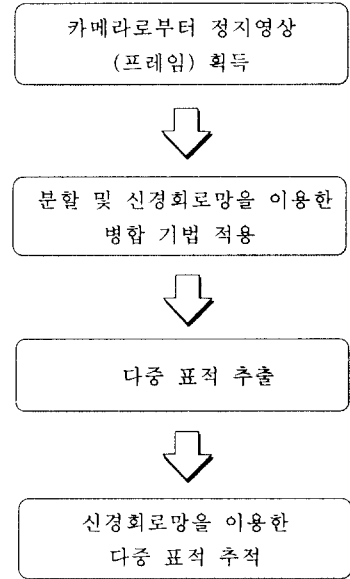 카메라로부터 정지영상
(프레임) 획득
분할 및 신경회로망을 이용한
병합 기법 적용
다중 표적 추출
신경회로망을 이용한
다중 표적 추적